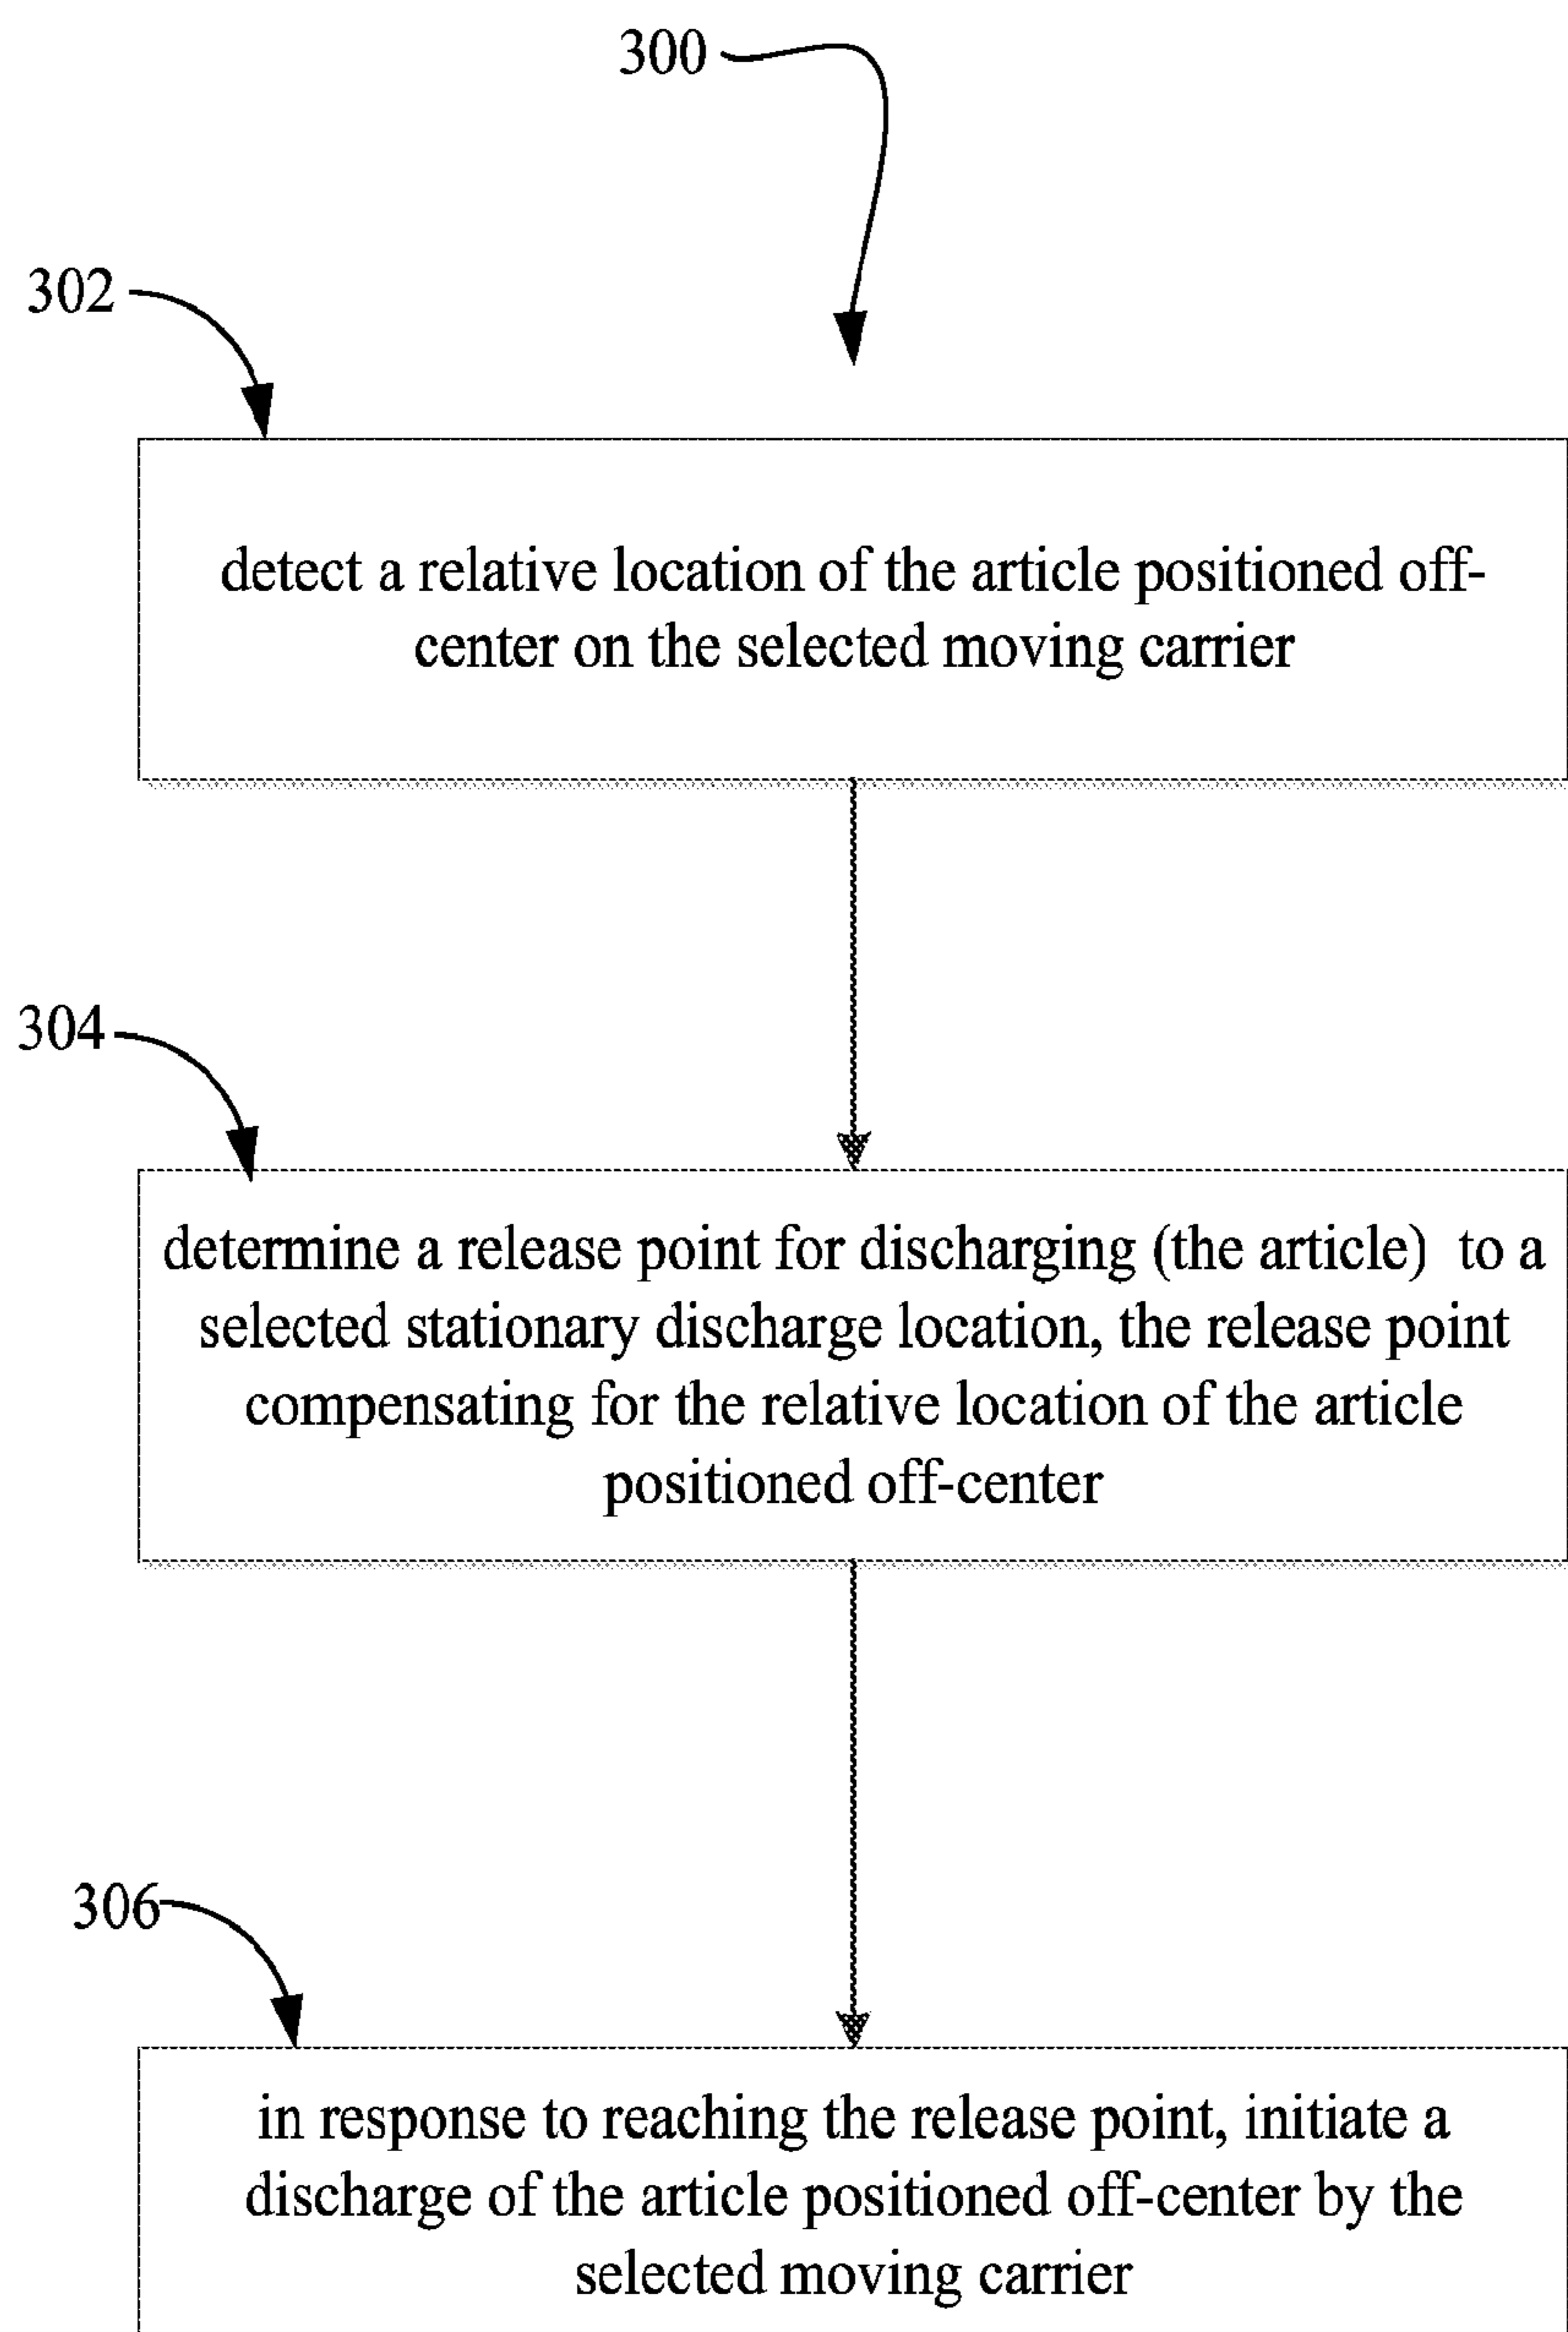 300
302
detect a relative location of the article positioned off-
center on the selected moving carrier
304
determine a release point for discharging (the article)  to a
selected stationary discharge location, the release point
compensating for the relative location of the article
positioned off-center
306
in response to reaching the release point, initiate a
discharge of the article positioned off-center by the
selected moving carrier